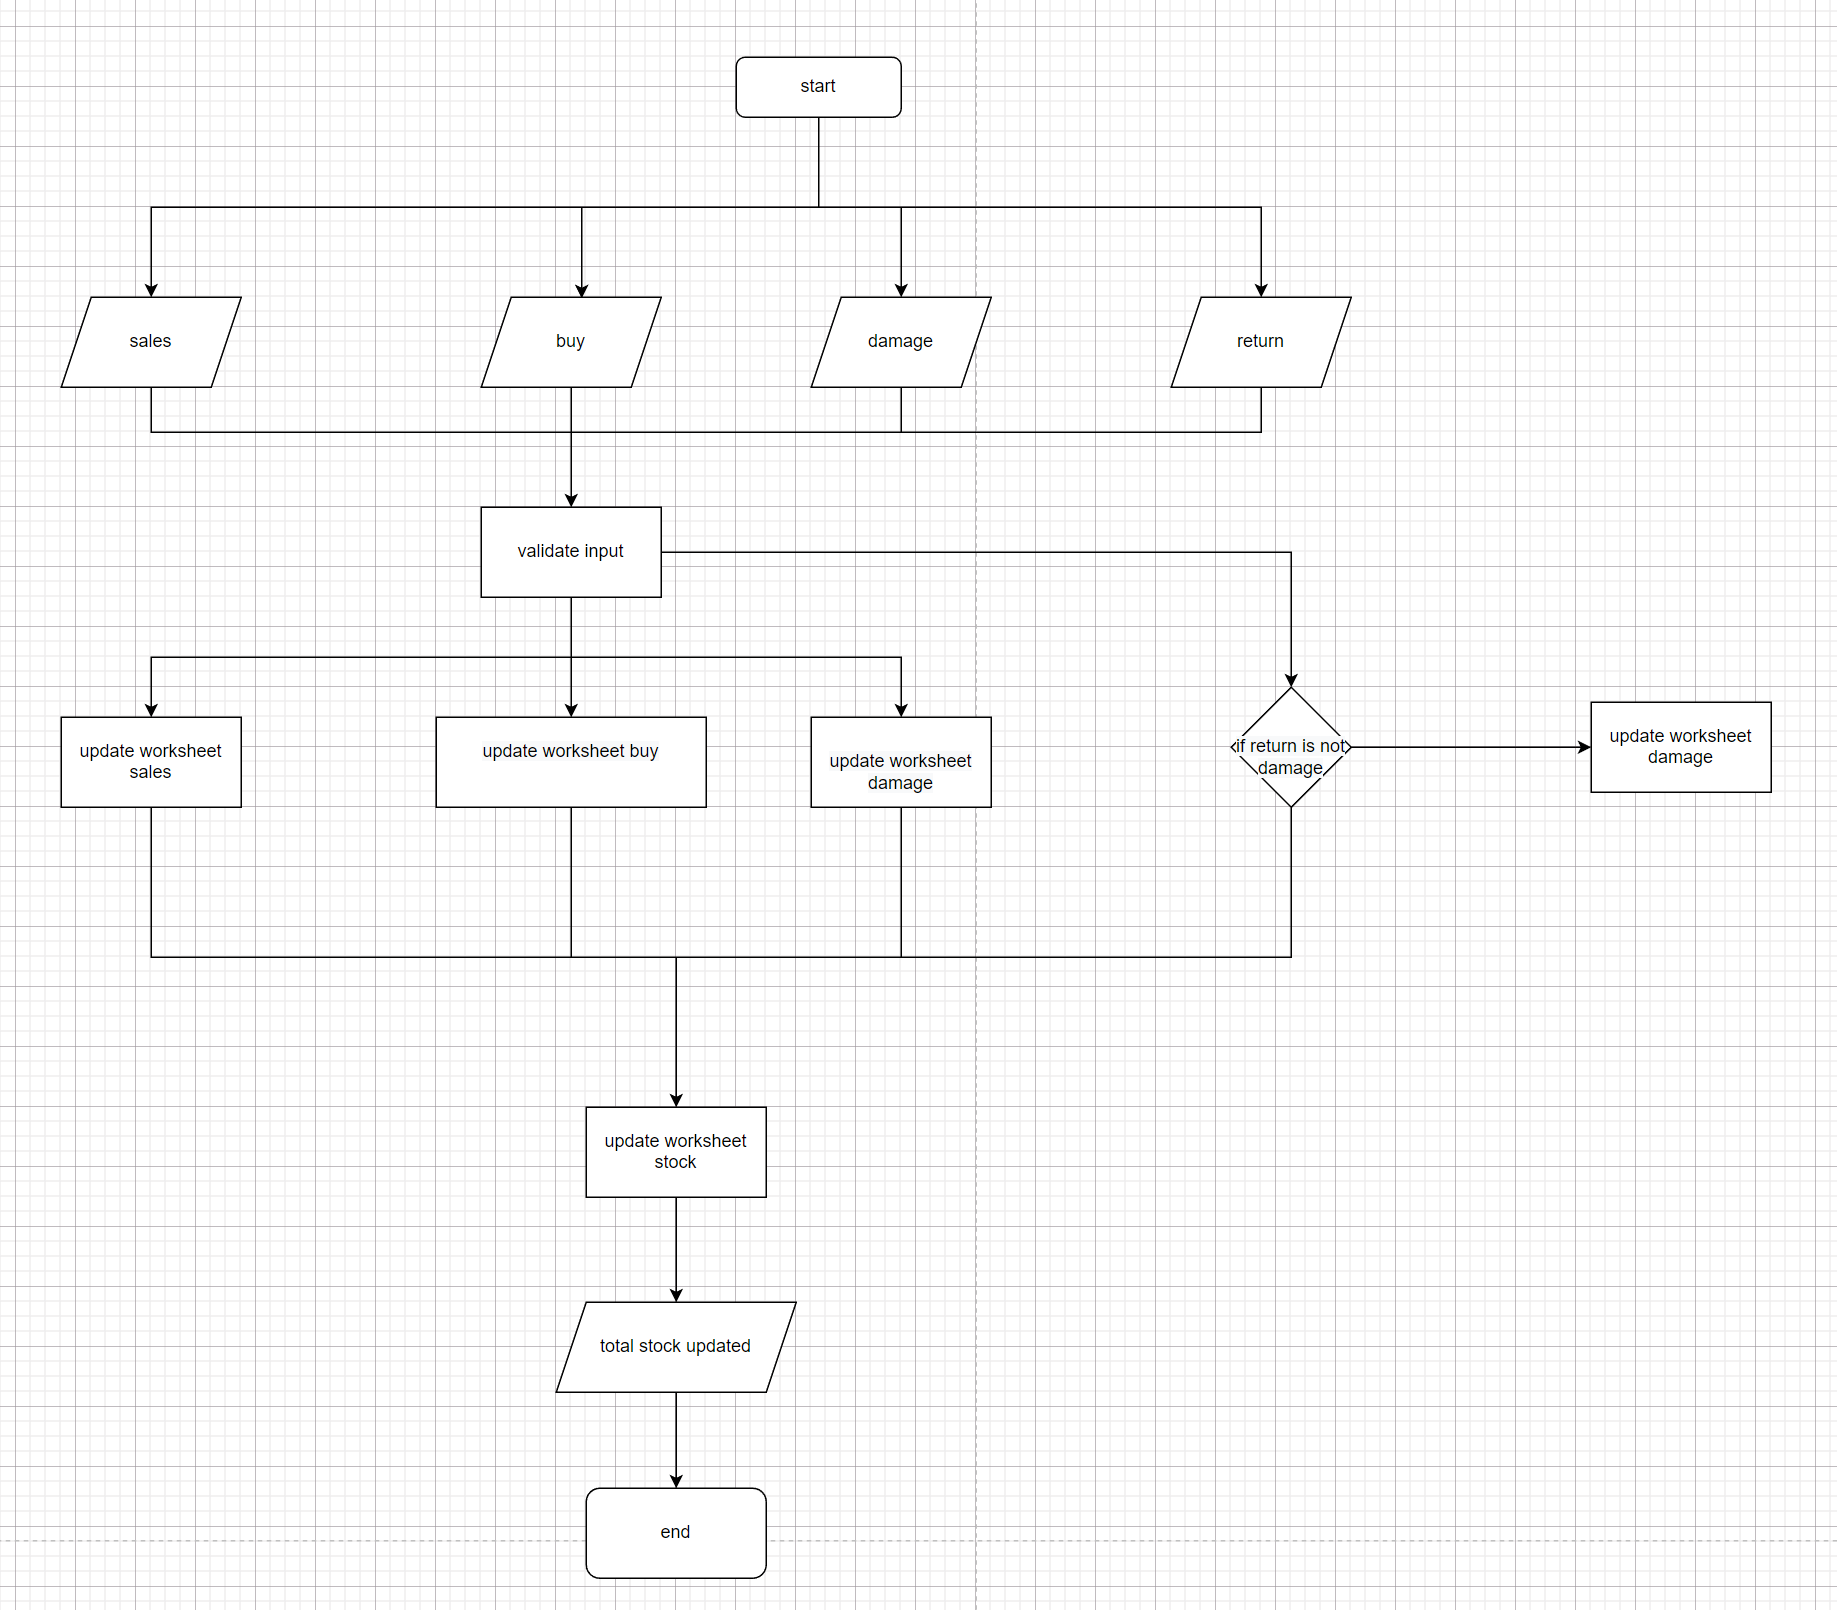 start
sales
buy
damage
return
validate input
update worksheet
sales
update worksheet buy
update worksheet
damage
if return is not
damage
update worksheet
damage
update worksheet
stock
total stock updated
end